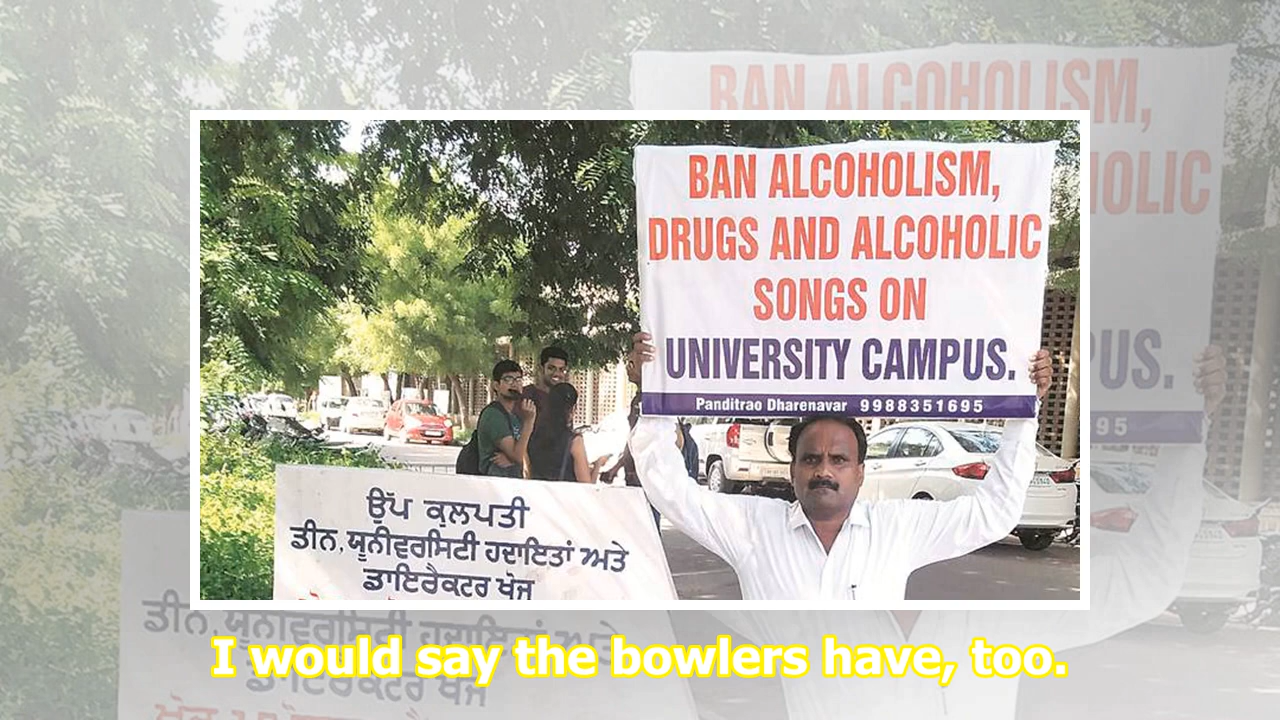 BAN ALCOHOLISM,
DRUGS AND ALCOHOLIC
SONGS ON
UNIVERSITY CAMPUS.
Panditrao Dharenavar 9988351695
ਉੱਪ ਕੁਲਪਤੀ
ਡੀਨ, ਯੂਨੀਵਰਸਿਟੀ ਹਦਾਇਤਾਂ ਅਤੇ
ਡਾਇਰੈਕਟਰ ਖੋਜ
I would say the bowlers have, too.